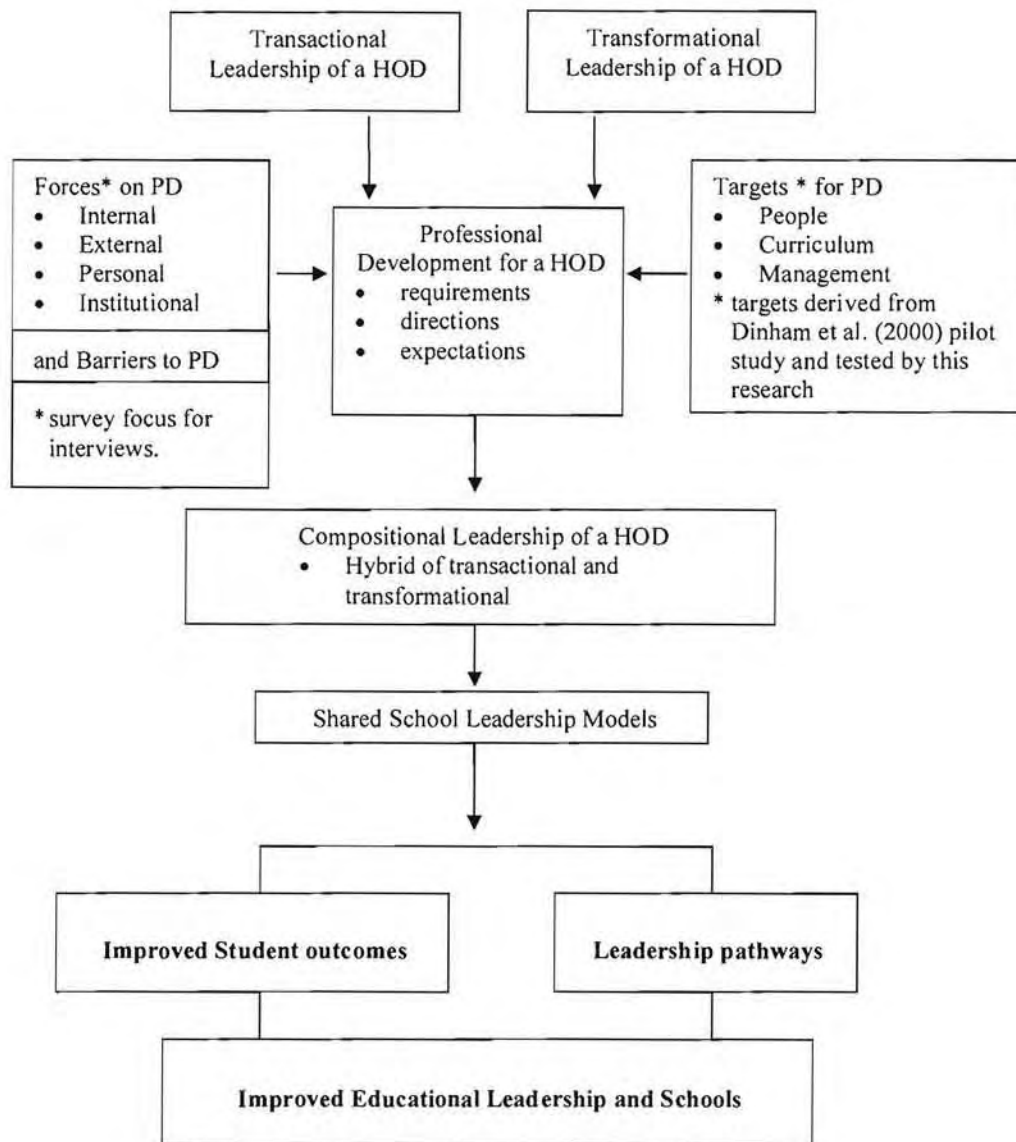 Transactional
Leadership of a HOD
Transformational
Leadership of a HOD
Forces* on PD
• Internal
• External
• Personal
• Institutional
and Barriers to PD
* survey focus for
interviews.
Professional
Development for a HOD
• requirements
• directions
• expectations
Targets * for PD
• People
• Curriculum
• Management
* targets derived from
Dinham et al. (2000) pilot
study and tested by this
research
Compositional Leadership of a HOD
• Hybrid of transactional and
transformational
Shared School Leadership Models
Improved Student outcomes
Leadership pathways
Improved Educational Leadership and Schools